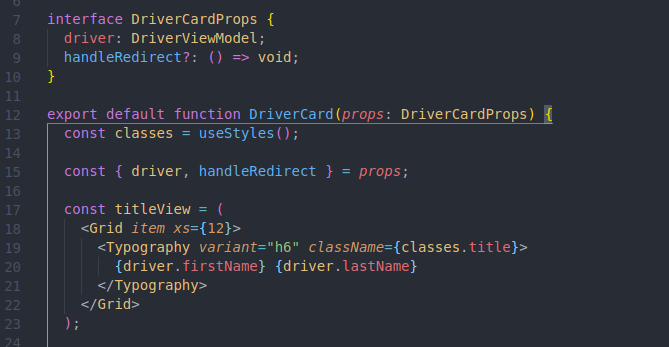 6
7 interface DriverCardProps {
8   driver: DriverViewModel;
9   handleRedirect?: () => void;
10 }
11
12 export default function DriverCard(props: DriverCardProps) {
13   const classes = useStyles();
14
15   const { driver, handleRedirect } = props;
16
17   const titleView = (
18     <Grid item xs={12}>
19       <Typography variant="h6" className={classes.title}>
20         {driver.firstName} {driver.lastName}
21       </Typography>
22     </Grid>
23   );
24